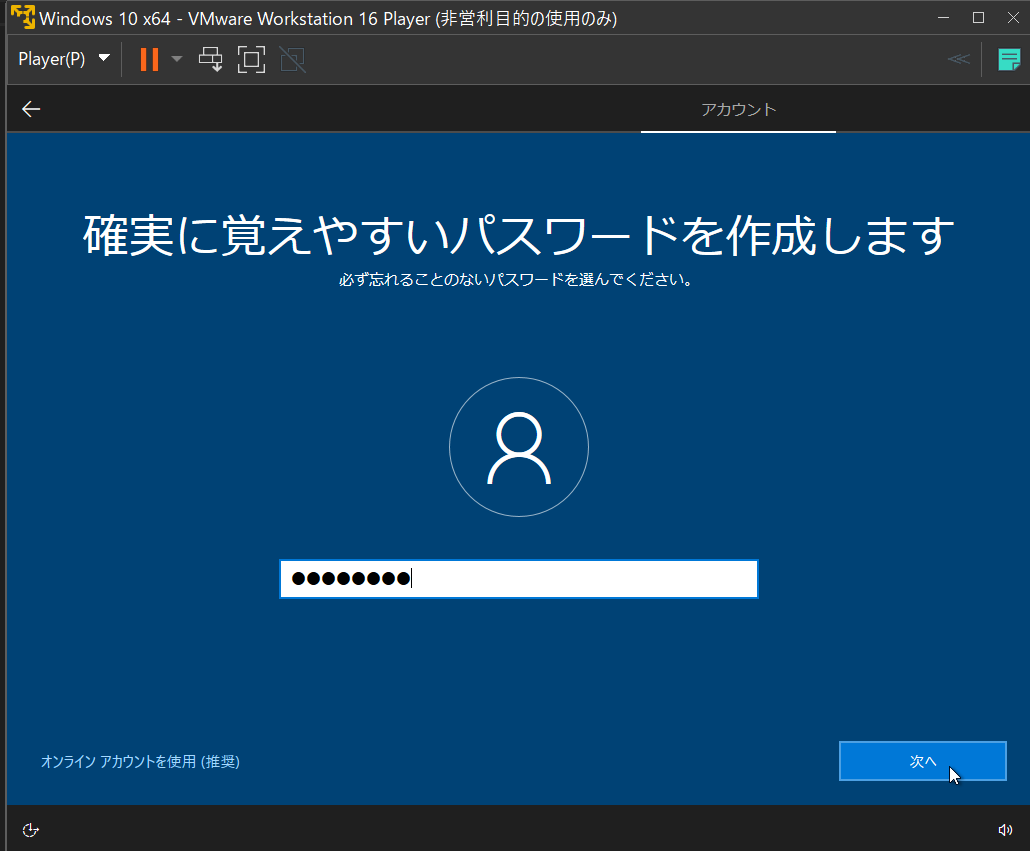 Windows 10 x64 - VMware Workstation 16 Player (非営利目的の使用のみ)
Player(P)
アカウント
確実に覚えやすいパスワードを作成します
必ず忘れることのないパスワードを選んでください。
●●●●●●●●
オンライン アカウントを使用 (推奨)
次へ